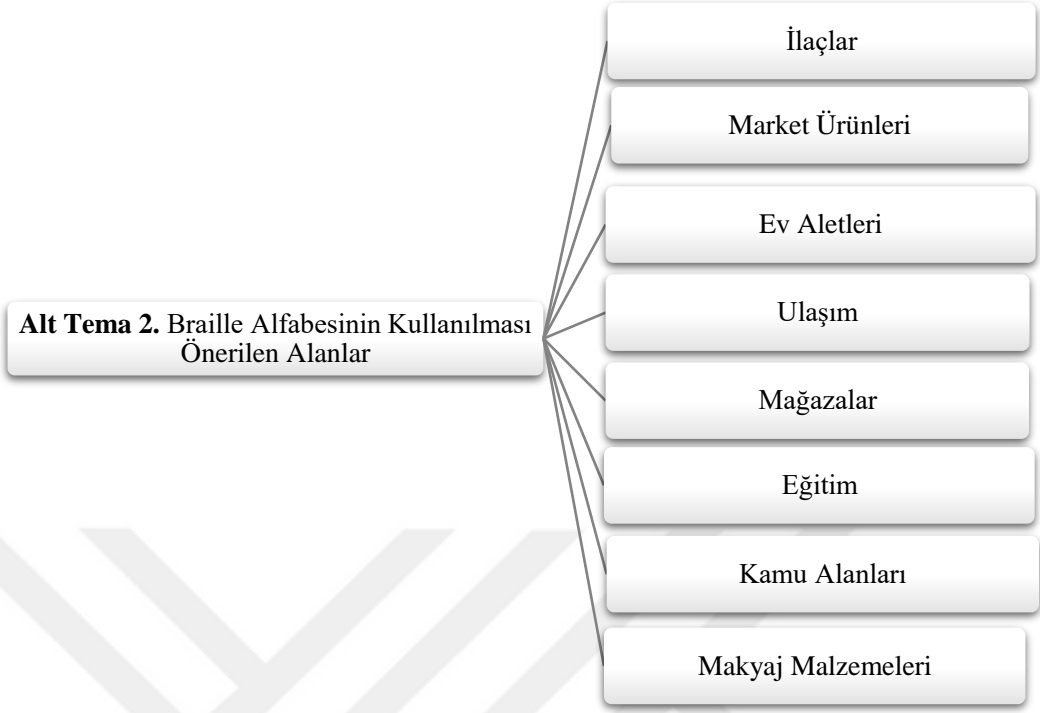 İlaçlar
Market Ürünleri
Ev Aletleri
Alt Tema 2. Braille Alfabesinin Kullanılması
Önerilen Alanlar
Ulaşım
Mağazalar
Eğitim
Kamu Alanları
Makyaj Malzemeleri